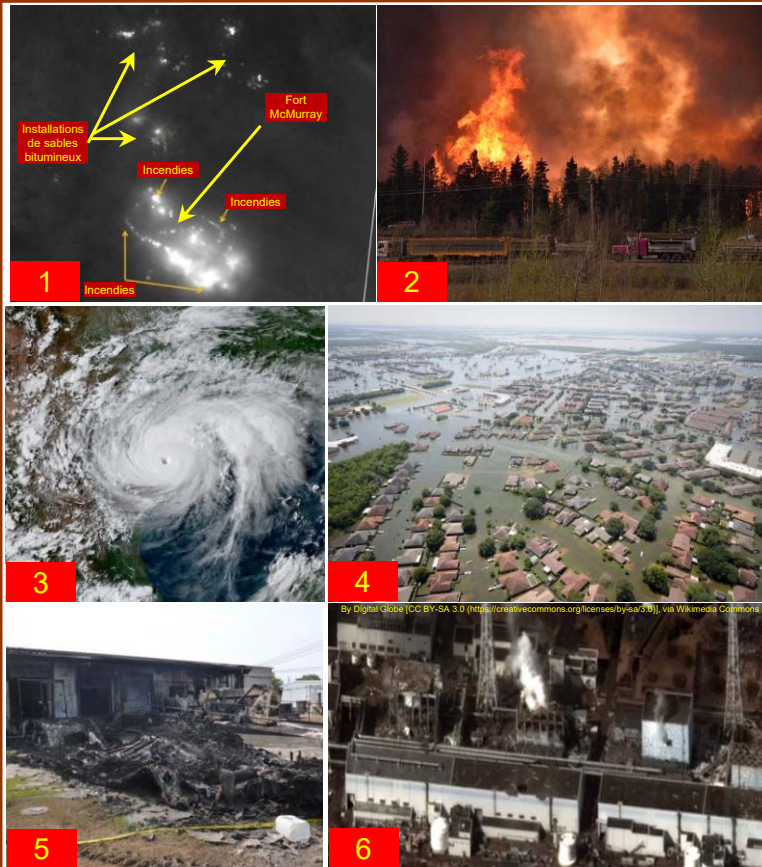 Installations
de sables
bitumineux
Fort
McMurray
Incendies
Incendies
Incendies
1
2
3
4
By Digital Globe [CC BY-SA 3.0 (https://creativecommons.org/licenses/by-sa/3.0)], via Wikimedia Commons
5
6